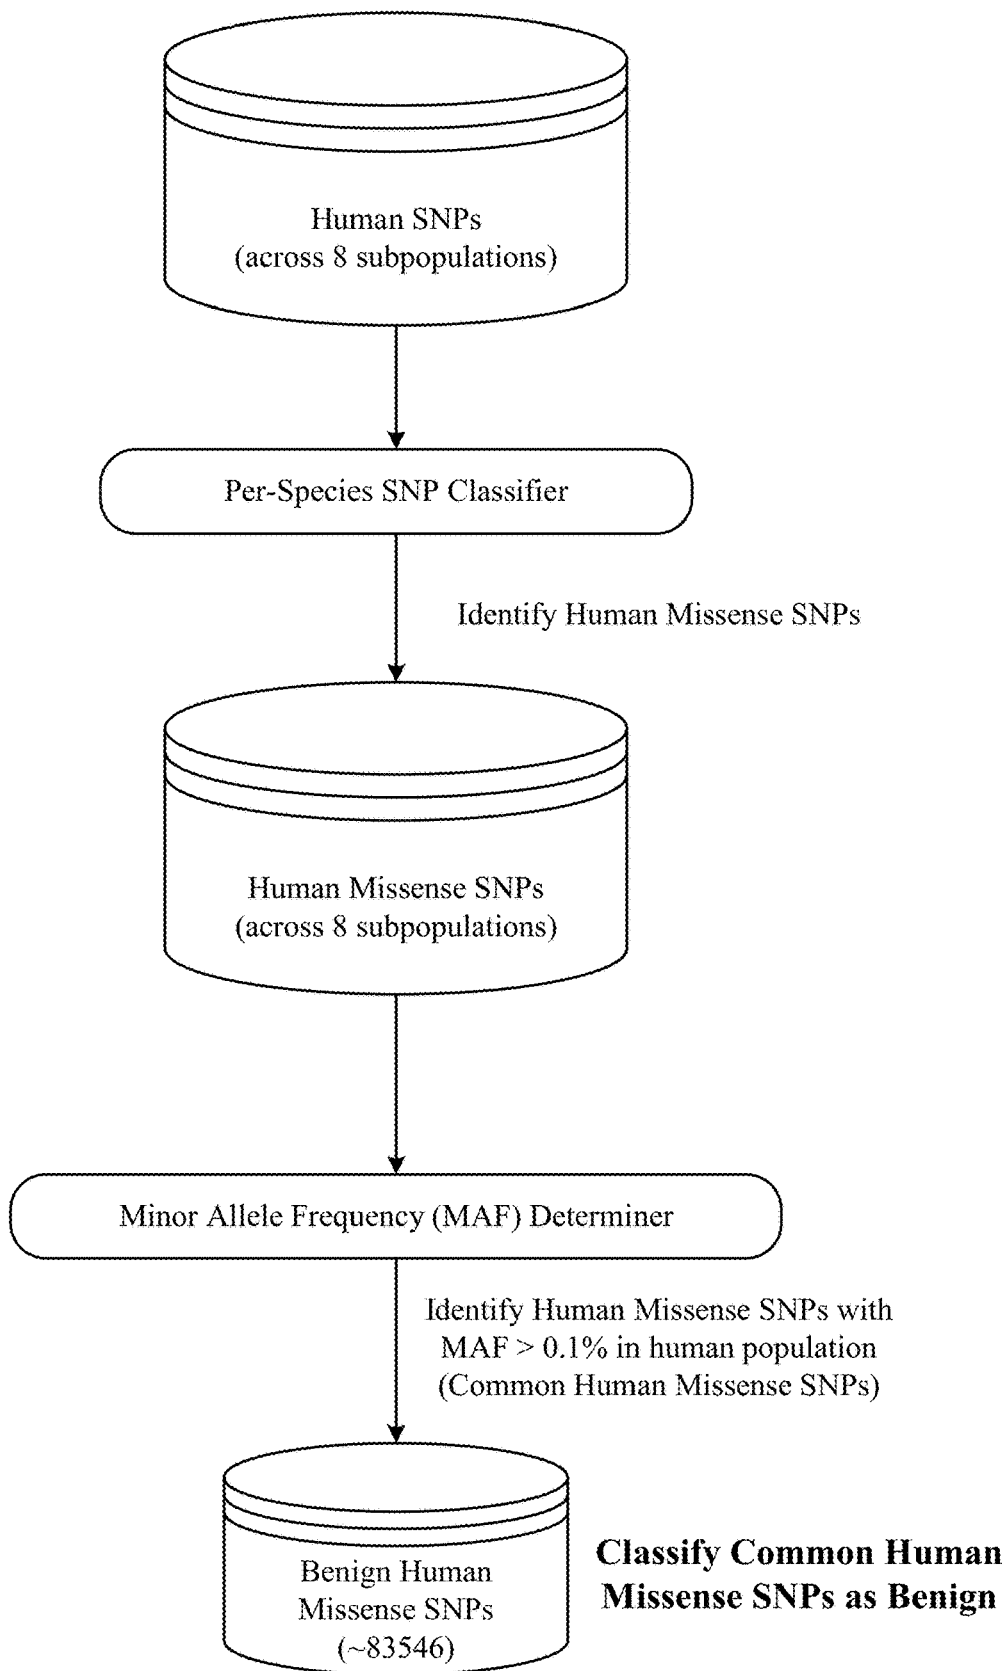 Human SNPs
(across 8 subpopulations)
Per-Species SNP Classifier
Identify Human Missense SNPs
Human Missense SNPs
(across 8 subpopulations)
Minor Allele Frequency (MAF) Determiner
Identify Human Missense SNPs with
MAF > 0.1% in human population
(Common Human Missense SNPs)
Benign Human
Missense SNPs
(~83546)
Classify Common Human
Missense SNPs as Benign